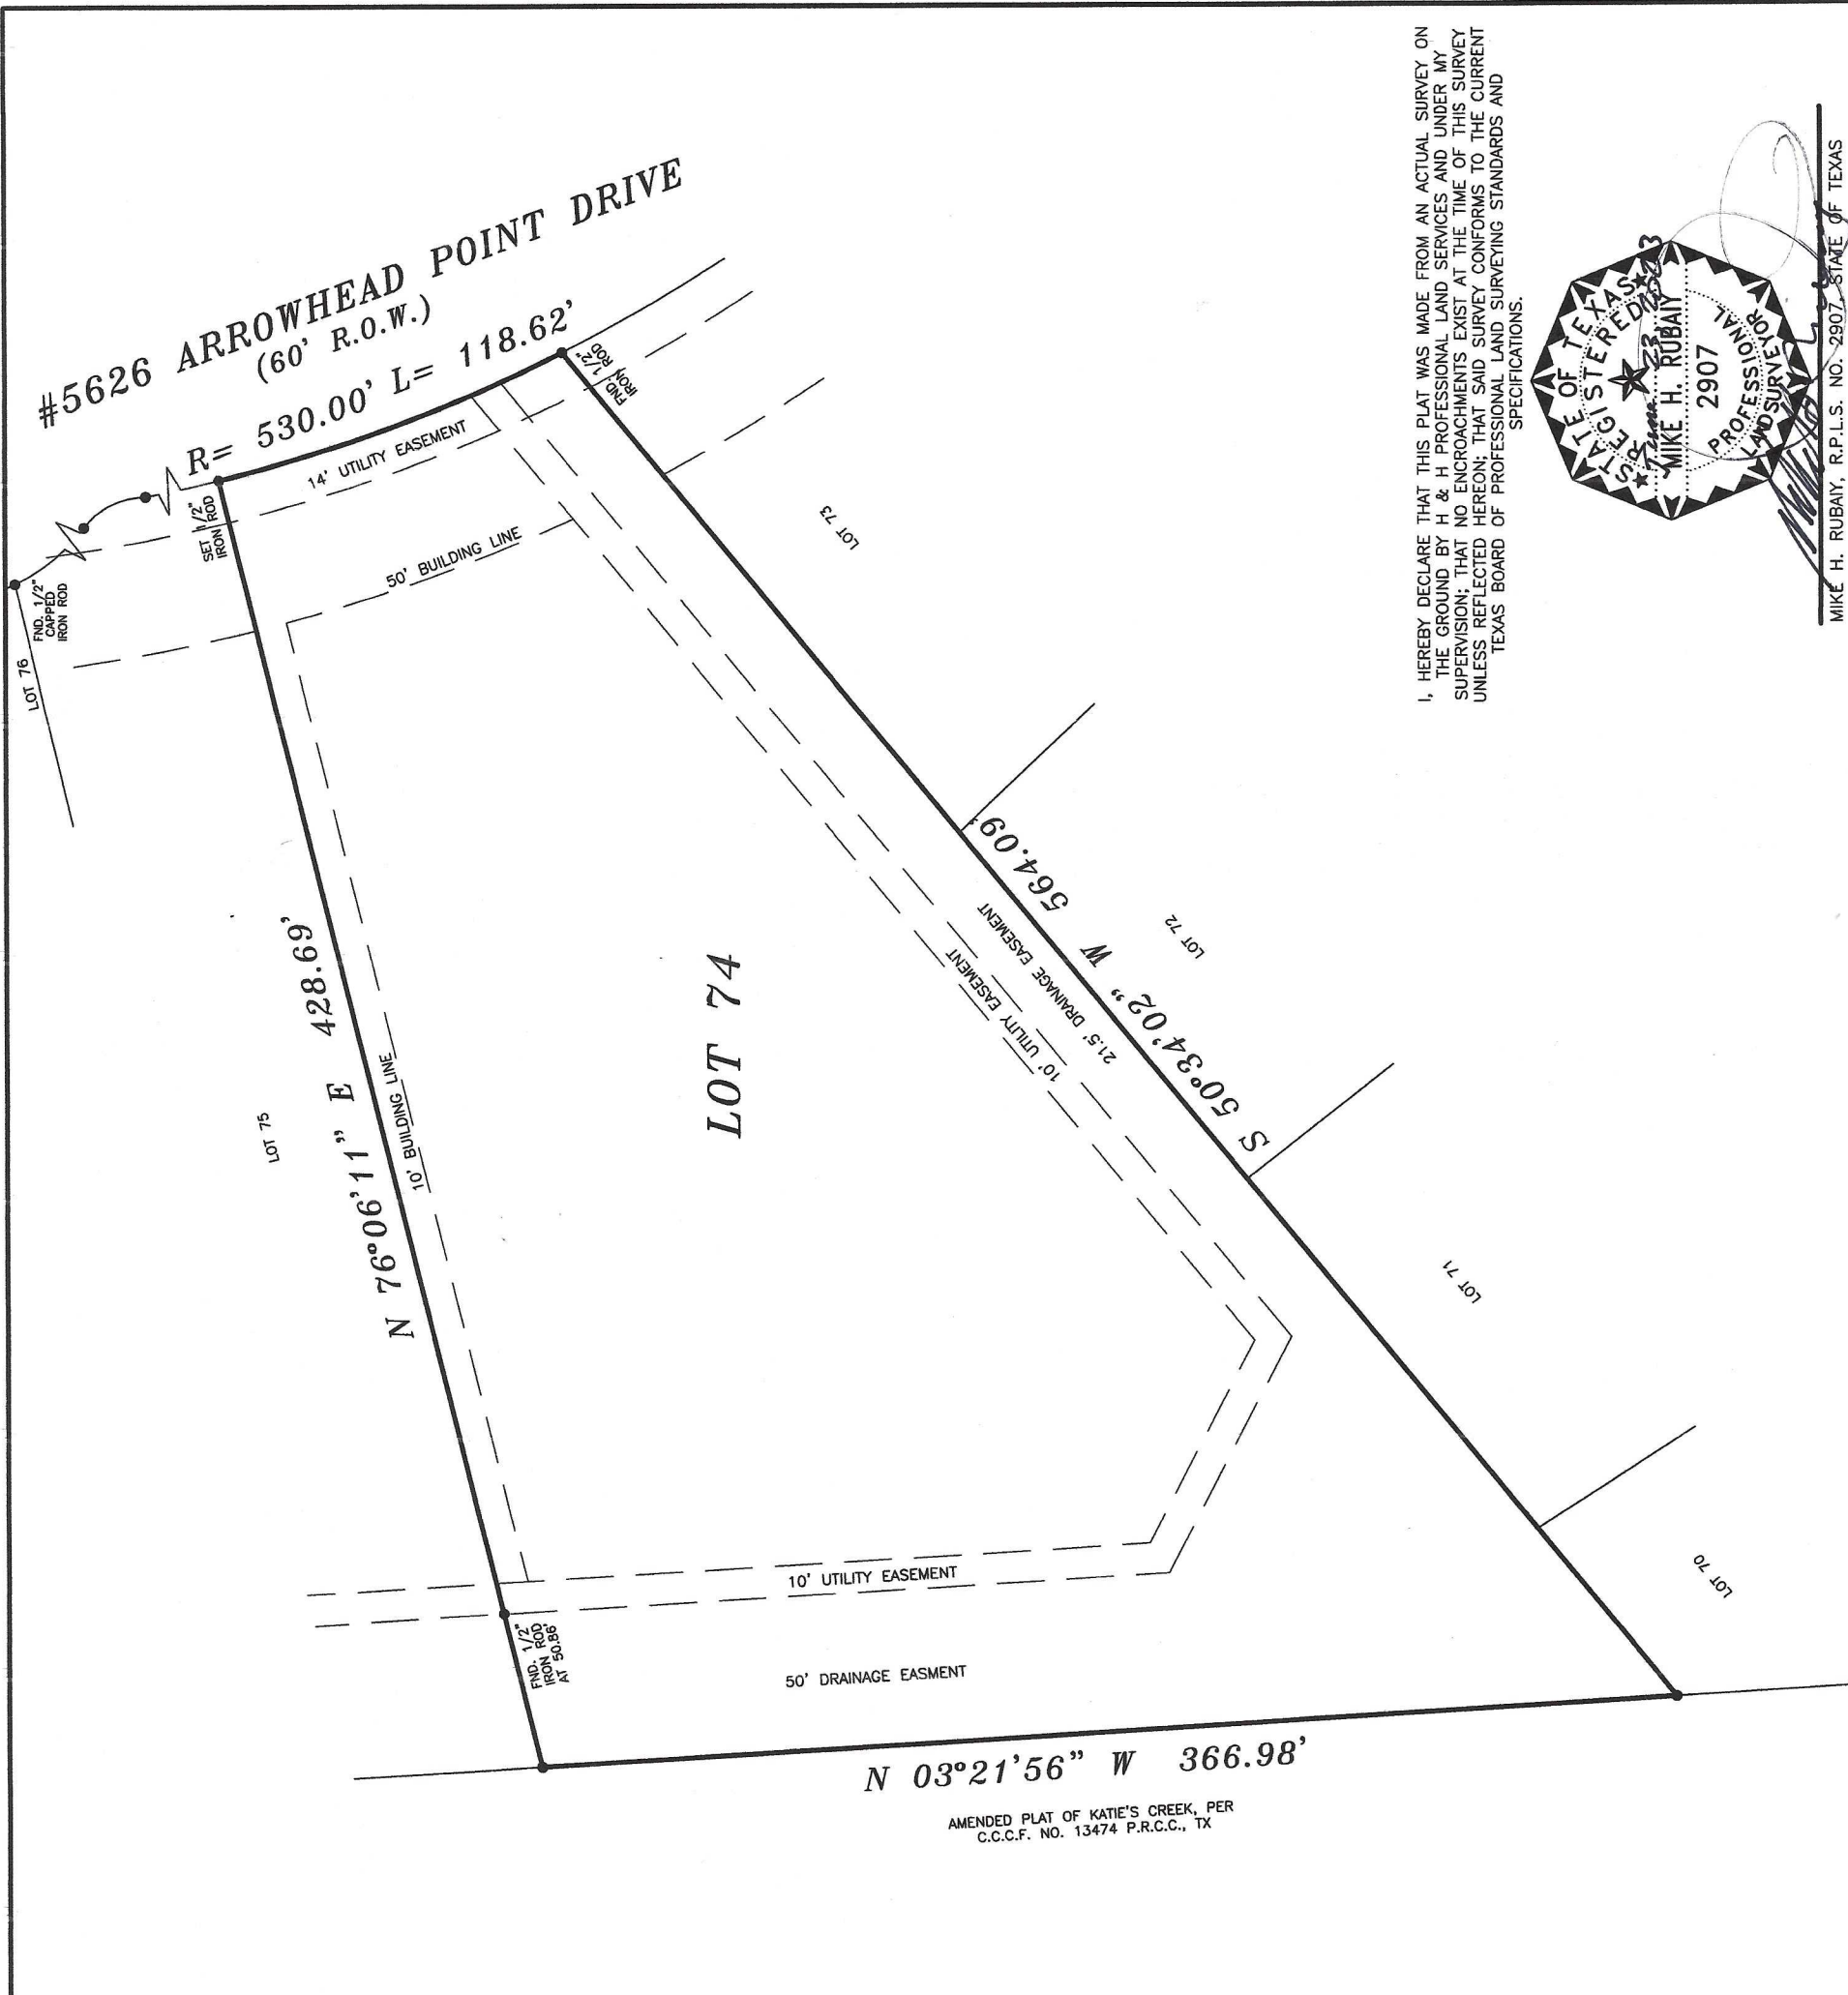 #5626 ARROWHEAD POINT DRIVE
(60' R.O.W.)
R= 530.00' L= 118.62'
SET 1/2"
IRON ROD
14' UTILITY EASEMENT
FND. 1/2"
IRON ROD
FND. 1/2"
CAPPED
IRON ROD
LOT 76
50' BUILDING LINE
LOT 73
N 76°06'11" E 428.69'
10' BUILDING LINE
LOT 75
LOT 74
S 50°34'02" W 564.09'
21.5' DRAINAGE EASEMENT
10' UTILITY EASEMENT
LOT 72
LOT 71
LOT 70
10' UTILITY EASEMENT
FND. 1/2"
IRON ROD
AT 50.86'
50' DRAINAGE EASMENT
N 03°21'56" W 366.98'
AMENDED PLAT OF KATIE'S CREEK, PER
C.C.C.F. NO. 13474 P.R.C.C., TX
I, HEREBY DECLARE THAT THIS PLAT WAS MADE FROM AN ACTUAL SURVEY ON
THE GROUND BY H & H PROFESSIONAL LAND SERVICES AND UNDER MY
SUPERVISION; THAT NO ENCROACHMENTS EXIST AT THE TIME OF THIS SURVEY
UNLESS REFLECTED HEREON; THAT SAID SURVEY CONFORMS TO THE CURRENT
TEXAS BOARD OF PROFESSIONAL LAND SURVEYING STANDARDS AND
SPECIFICATIONS.
STATE OF TEXAS
REGISTERED
MIKE H. RUBAIY
2907
PROFESSIONAL
LAND SURVEYOR
MIKE H. RUBAIY, R.P.L.S. NO. 2907 STATE OF TEXAS